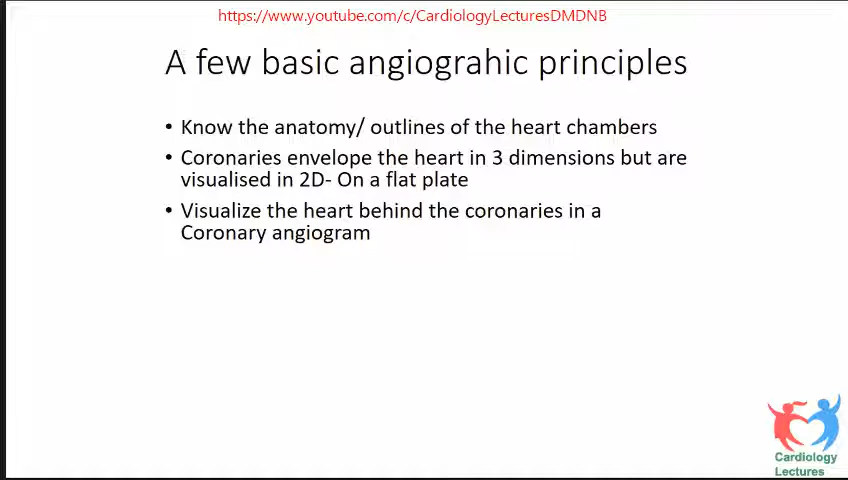 https://www.youtube.com/c/CardiologyLecturesDMDNB
A few basic angiograhic principles
• Know the anatomy/ outlines of the heart chambers
• Coronaries envelope the heart in 3 dimensions but are
visualised in 2D- On a flat plate
• Visualize the heart behind the coronaries in a
Coronary angiogram
Cardiology
Lectures